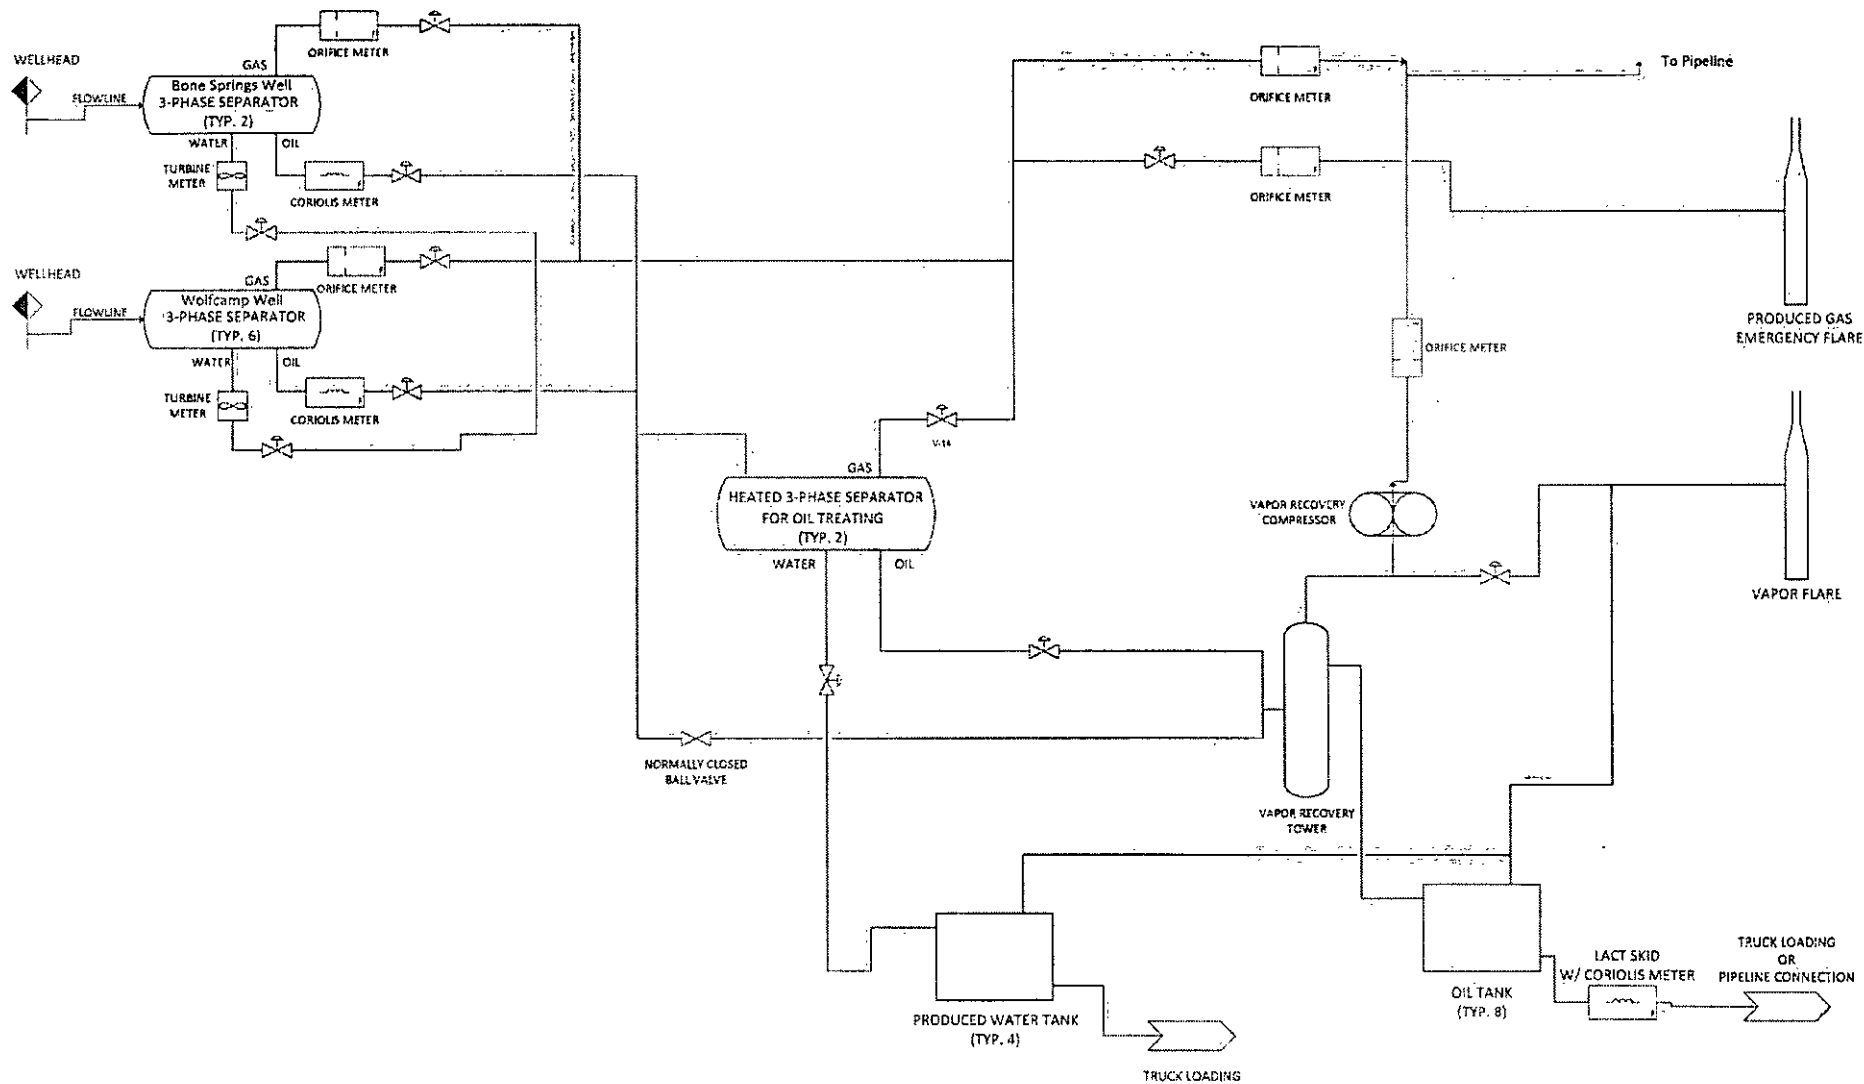 ORIFICE METER
WELLHEAD
GAS
Bone Springs Well
3-PHASE SEPARATOR
(TYP. 2)
FLOWLINE
WATER
OIL
TURBINE
METER
CORIOLIS METER
WELLHEAD
GAS
ORIFICE METER
Wolfcamp Well
3-PHASE SEPARATOR
(TYP. 6)
FLOWLINE
WATER
OIL
TURBINE
METER
CORIOLIS METER
To Pipeline
ORIFICE METER
ORIFICE METER
PRODUCED GAS
EMERGENCY FLARE
ORIFICE METER
GAS
HEATED 3-PHASE SEPARATOR
FOR OIL TREATING
(TYP. 2)
WATER
OIL
VAPOR RECOVERY
COMPRESSOR
VAPOR FLARE
NORMALLY CLOSED
BALL VALVE
VAPOR RECOVERY
TOWER
PRODUCED WATER TANK
(TYP. 4)
TRUCK LOADING
OIL TANK
(TYP. 8)
LACT SKID
W/ CORIOLIS METER
TRUCK LOADING
OR
PIPELINE CONNECTION